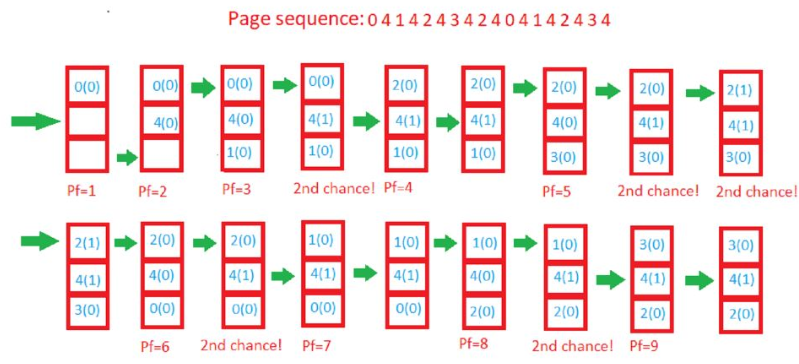 Page sequence: 0 4 1 4 2 4 3 4 2 4 0 4 1 4 2 4 3 4
0(0) 0(0) 0(0) 0(0) 2(0) 2(0) 2(0) 2(0) 2(1)
4(0) 4(0) 4(1) 4(1) 4(1) 4(0) 4(1) 4(1)
1(0) 1(0) 1(0) 1(0) 3(0) 3(0) 3(0)
Pf=1 Pf=2 Pf=3 2nd chance! Pf=4 Pf=5 2nd chance! 2nd chance!
2(1) 2(0) 2(0) 1(0) 1(0) 1(0) 1(0) 3(0) 3(0)
4(1) 4(0) 4(1) 4(1) 4(1) 4(0) 4(1) 4(1) 4(1)
3(0) 0(0) 0(0) 0(0) 0(0) 2(0) 2(0) 2(0) 2(0)
Pf=6 2nd chance! Pf=7 Pf=8 2nd chance! Pf=9